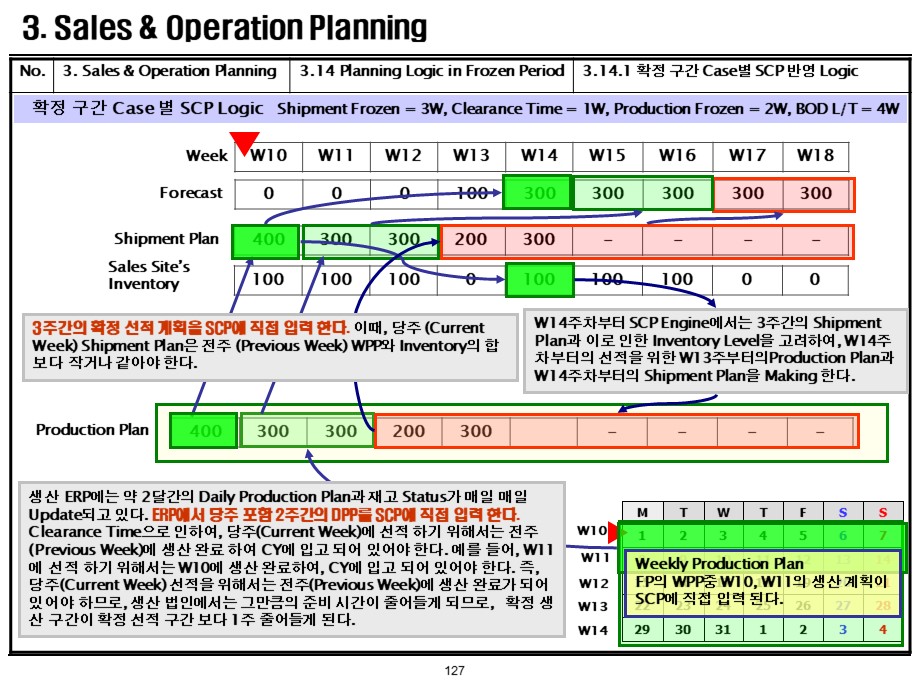 3. Sales & Operation Planning
No. 3. Sales & Operation Planning 3.14 Planning Logic in Frozen Period 3.14.1 확정 구간 Case별 SCP 반영 Logic
확정 구간 Case 별 SCP Logic Shipment Frozen = 3W, Clearance Time = 1W, Production Frozen = 2W, BOD L/T = 4W
Week W10 W11 W12 W13 W14 W15 W16 W17 W18
Forecast 0 0 0 100 300 300 300 300 300
Shipment Plan 400 300 300 200 300 – – – –
Sales Site's
Inventory 100 100 100 0 100 100 100 0 0
3주간의 확정 선적 계획을 SCP에 직접 입력 한다. 이때, 당주 (Current
Week) Shipment Plan은 전주 (Previous Week) WPP와 Inventory의 합
보다 작거나 같아야 한다.
W14주차부터 SCP Engine에서는 3주간의 Shipment
Plan과 이로 인한 Inventory Level을 고려하여, W14주
차부터의 선적을 위한 W13주부터의Production Plan과
W14주차부터의 Shipment Plan을 Making 한다.
Production Plan 400 300 300 200 300 – – – –
생산 ERP에는 약 2달간의 Daily Production Plan과 재고 Status가 매일 매일
Update되고 있다. ERP에서 당주 포함 2주간의 DPP를 SCP에 직접 입력 한다.
Clearance Time으로 인하여, 당주(Current Week)에 선적 하기 위해서는 전주
(Previous Week)에 생산 완료 하여 CY에 입고 되어 있어야 한다. 예를 들어, W11
에 선적 하기 위해서는 W10에 생산 완료하여, CY에 입고 되어 있어야 한다. 즉,
당주(Current Week) 선적을 위해서는 전주(Previous Week)에 생산 완료가 되어
있어야 하므로, 생산 법인에서는 그만큼의 준비 시간이 줄어들게 되므로, 확정 생
산 구간이 확정 선적 구간 보다 1주 줄어들게 된다.
M T W T F S S
W10 1 2 3 4 5 6 7
W11
Weekly Production Plan
W12
FP의 WPP중 W10, W11의 생산 계획이
SCP에 직접 입력 된다.
W13 22 23 24 25 26 27 28
W14 29 30 31 1 2 3 4
127